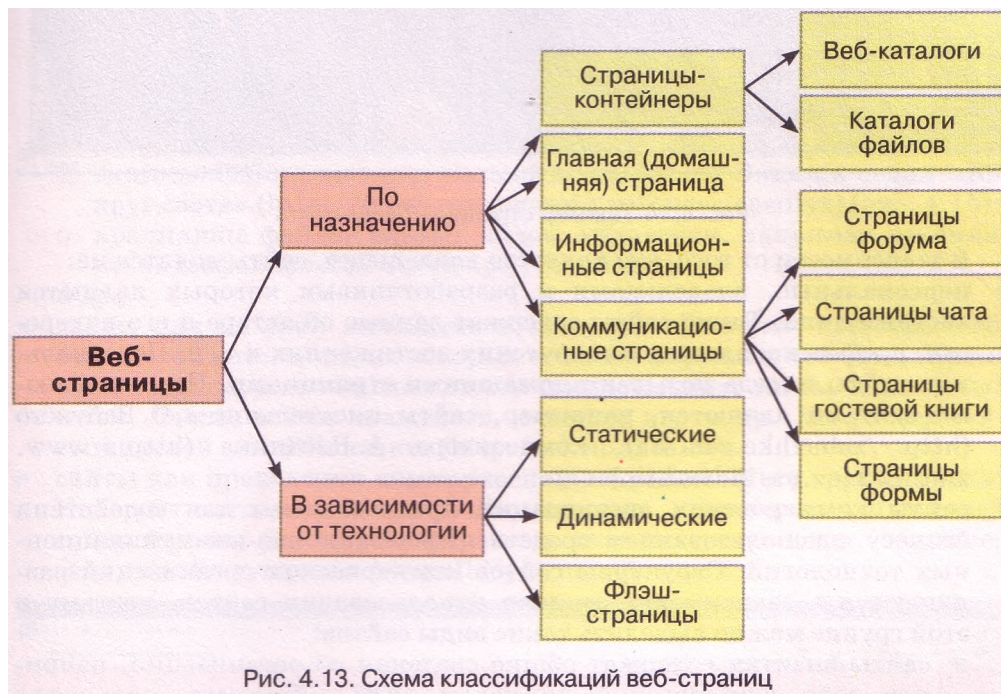 Веб-
страницы
По
назначению
В зависимости
от технологии
Страницы-
контейнеры
Главная (домаш-
няя) страница
Информацион-
ные страницы
Коммуникацио-
ные страницы
Статические
Динамические
Флэш-
страницы
Веб-каталоги
Каталоги
файлов
Страницы
форума
Страницы чата
Страницы
гостевой книги
Страницы
формы
Рис. 4.13. Схема классификаций веб-страниц